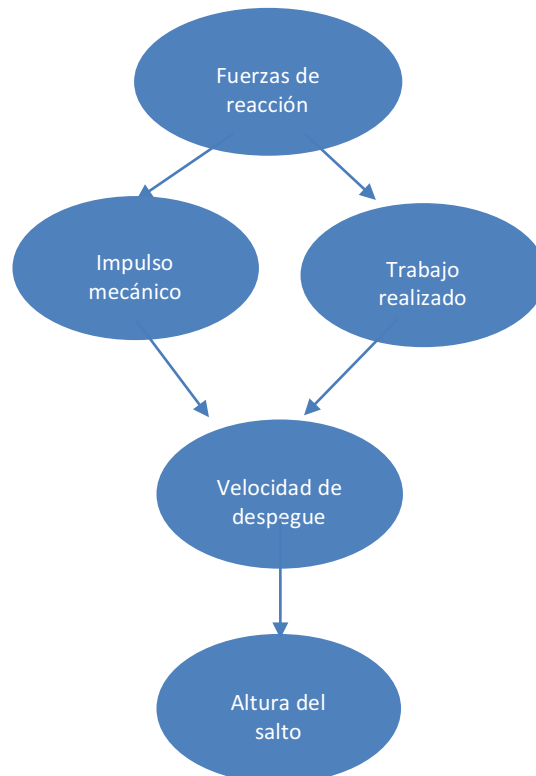 Fuerzas de
reacción
Impulso
mecánico
Trabajo
realizado
Velocidad de
despegue
Altura del
salto